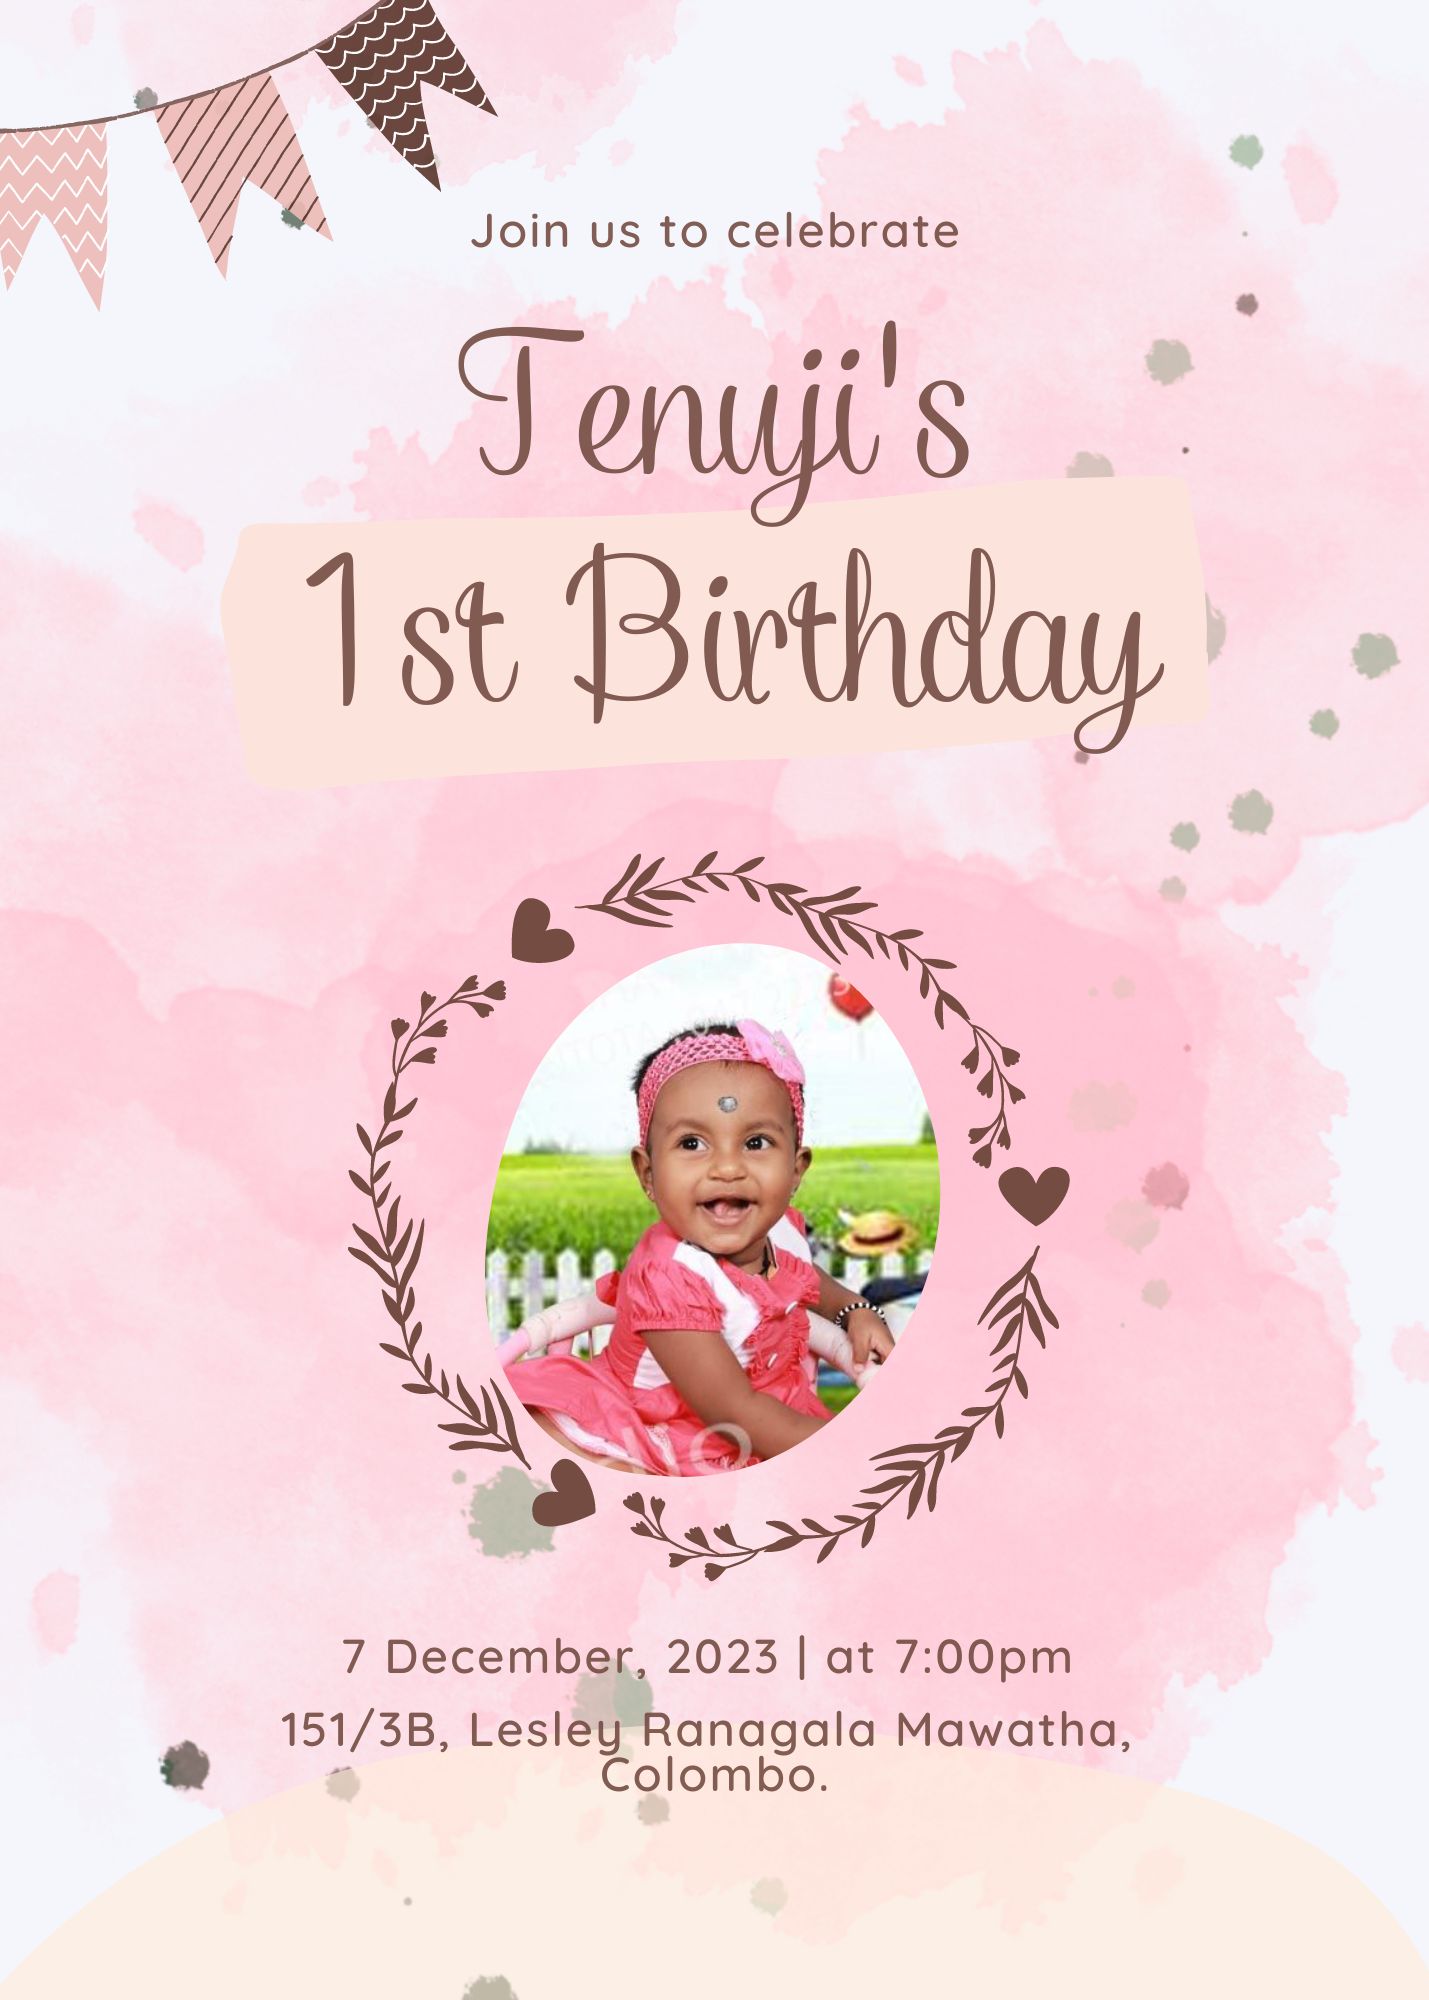 Join us to celebrate
Tenuji's
1st Birthday
7 December, 2023 | at 7:00pm
151/3B, Lesley Ranagala Mawatha,
Colombo.